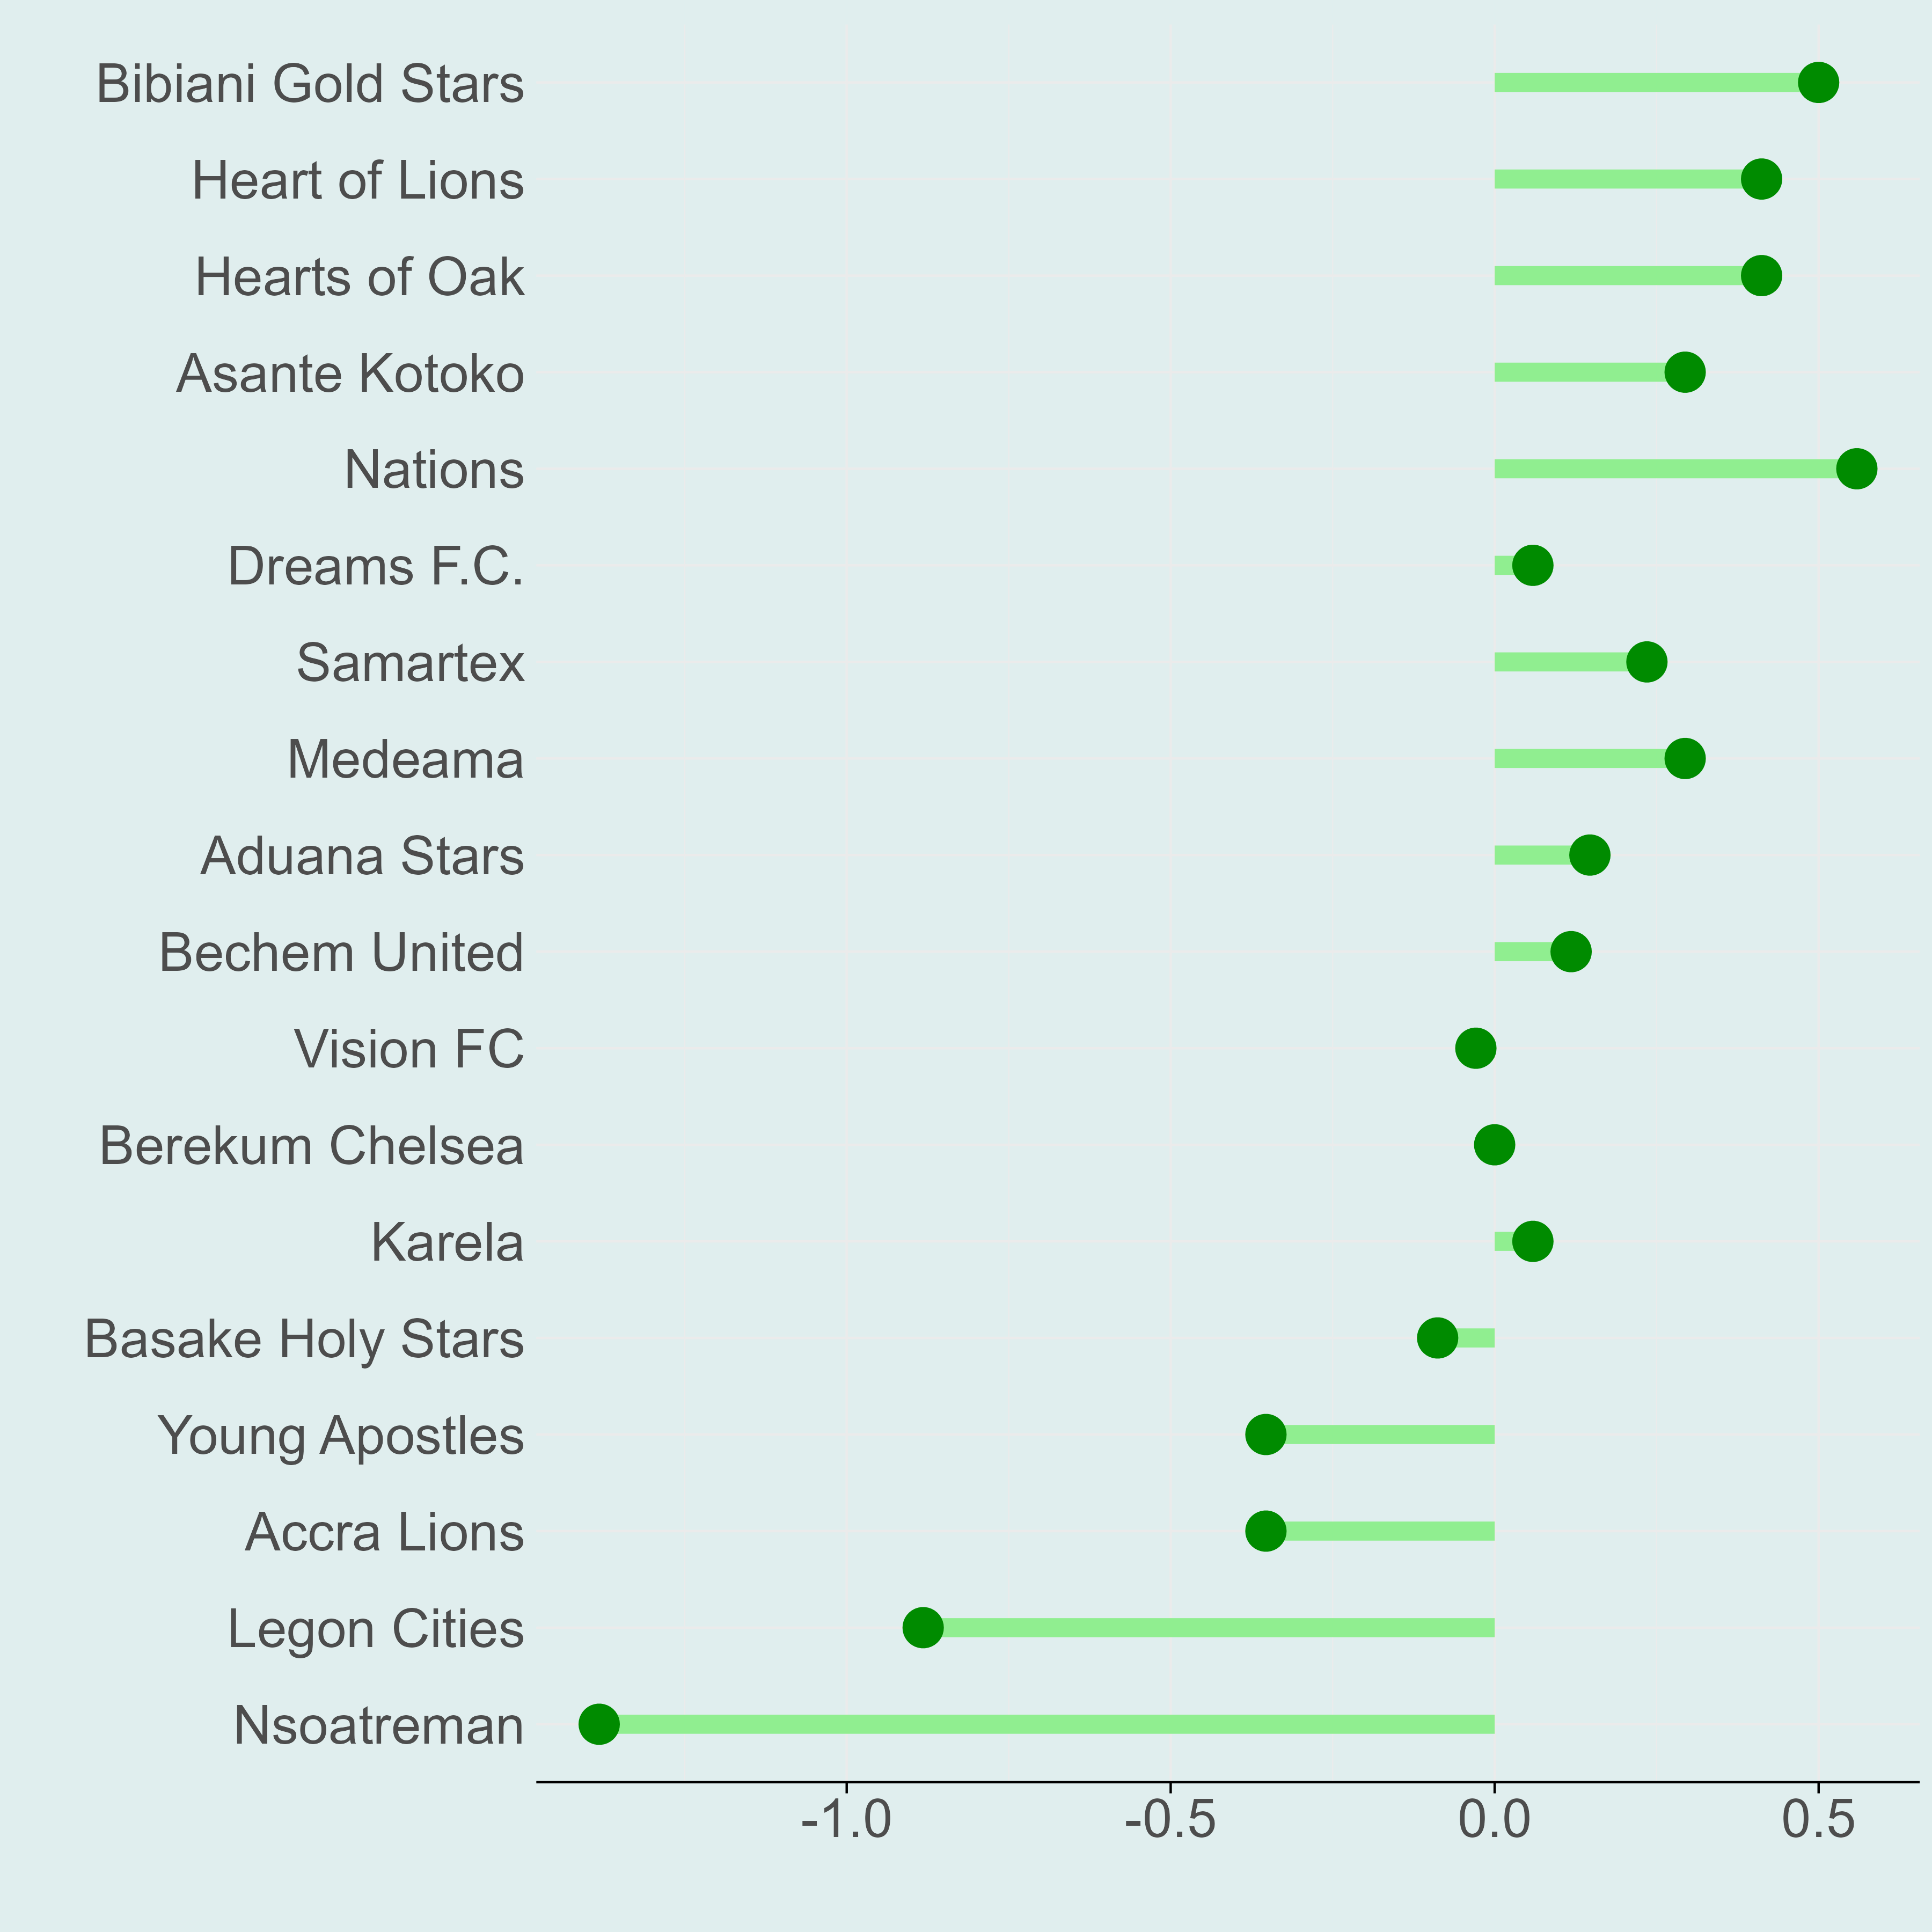 Bibiani Gold Stars
Heart of Lions
Hearts of Oak
Asante Kotoko
Nations
Dreams F.C.
Samartex
Medeama
Aduana Stars
Bechem United
Vision FC
Berekum Chelsea
Karela
Basake Holy Stars
Young Apostles
Accra Lions
Legon Cities
Nsoatreman
-1.0 -0.5 0.0 0.5